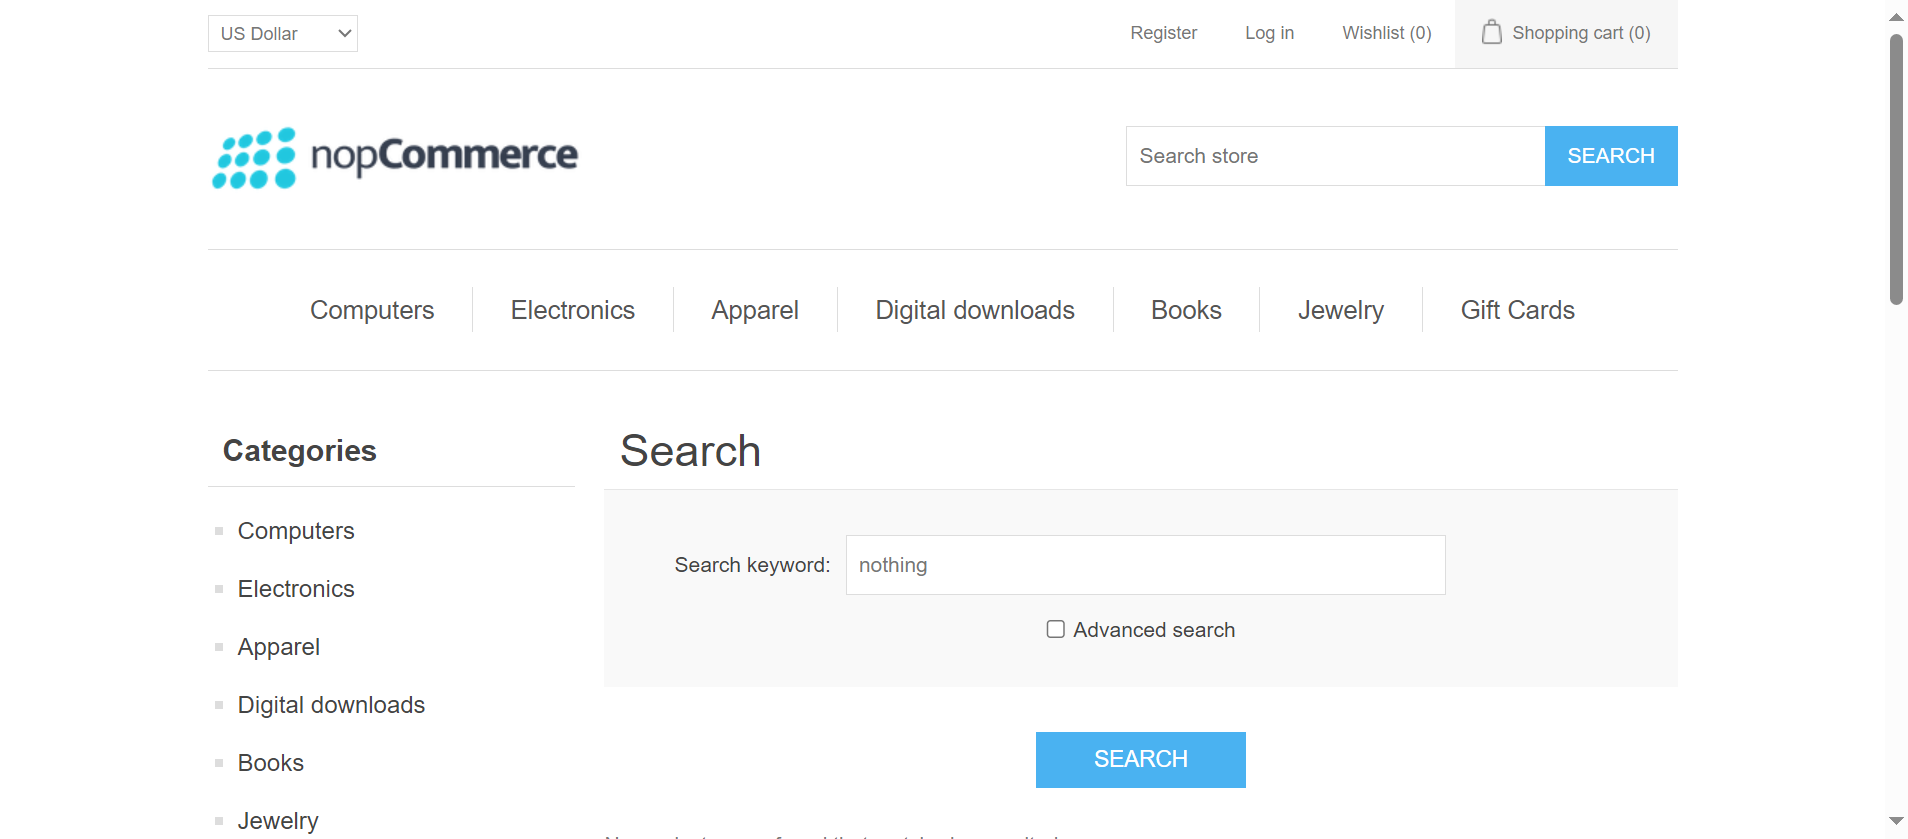 US Dollar
Register
Log in
Wishlist (0)
Shopping cart (0)
nopCommerce
Search store
SEARCH
Computers
Electronics
Apparel
Digital downloads
Books
Jewelry
Gift Cards
Categories
Computers
Electronics
Apparel
Digital downloads
Books
Jewelry
Search
Search keyword:
nothing
Advanced search
SEARCH